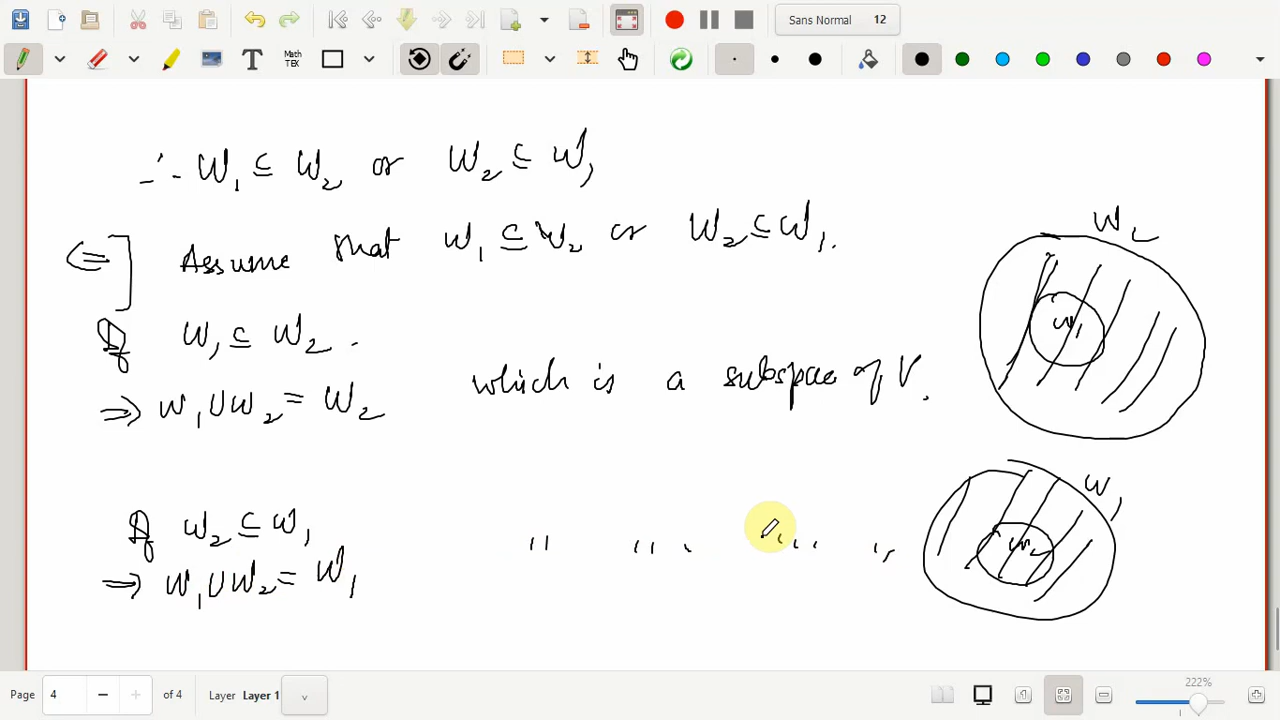 Sans Normal 12
T Math TEX
∴ W₁ ⊆ W₂ or W₂ ⊆ W₁
⇐] Assume that W₁ ⊆ W₂ or W₂ ⊆ W₁.
If W₁ ⊆ W₂.
⇒ W₁ ∪ W₂ = W₂ which is a subspace of V.
W₂
W₁
If W₂ ⊆ W₁ " " " " "
⇒ W₁ ∪ W₂ = W₁
W₁
W₂
Page 4 of 4 Layer Layer 1 222%